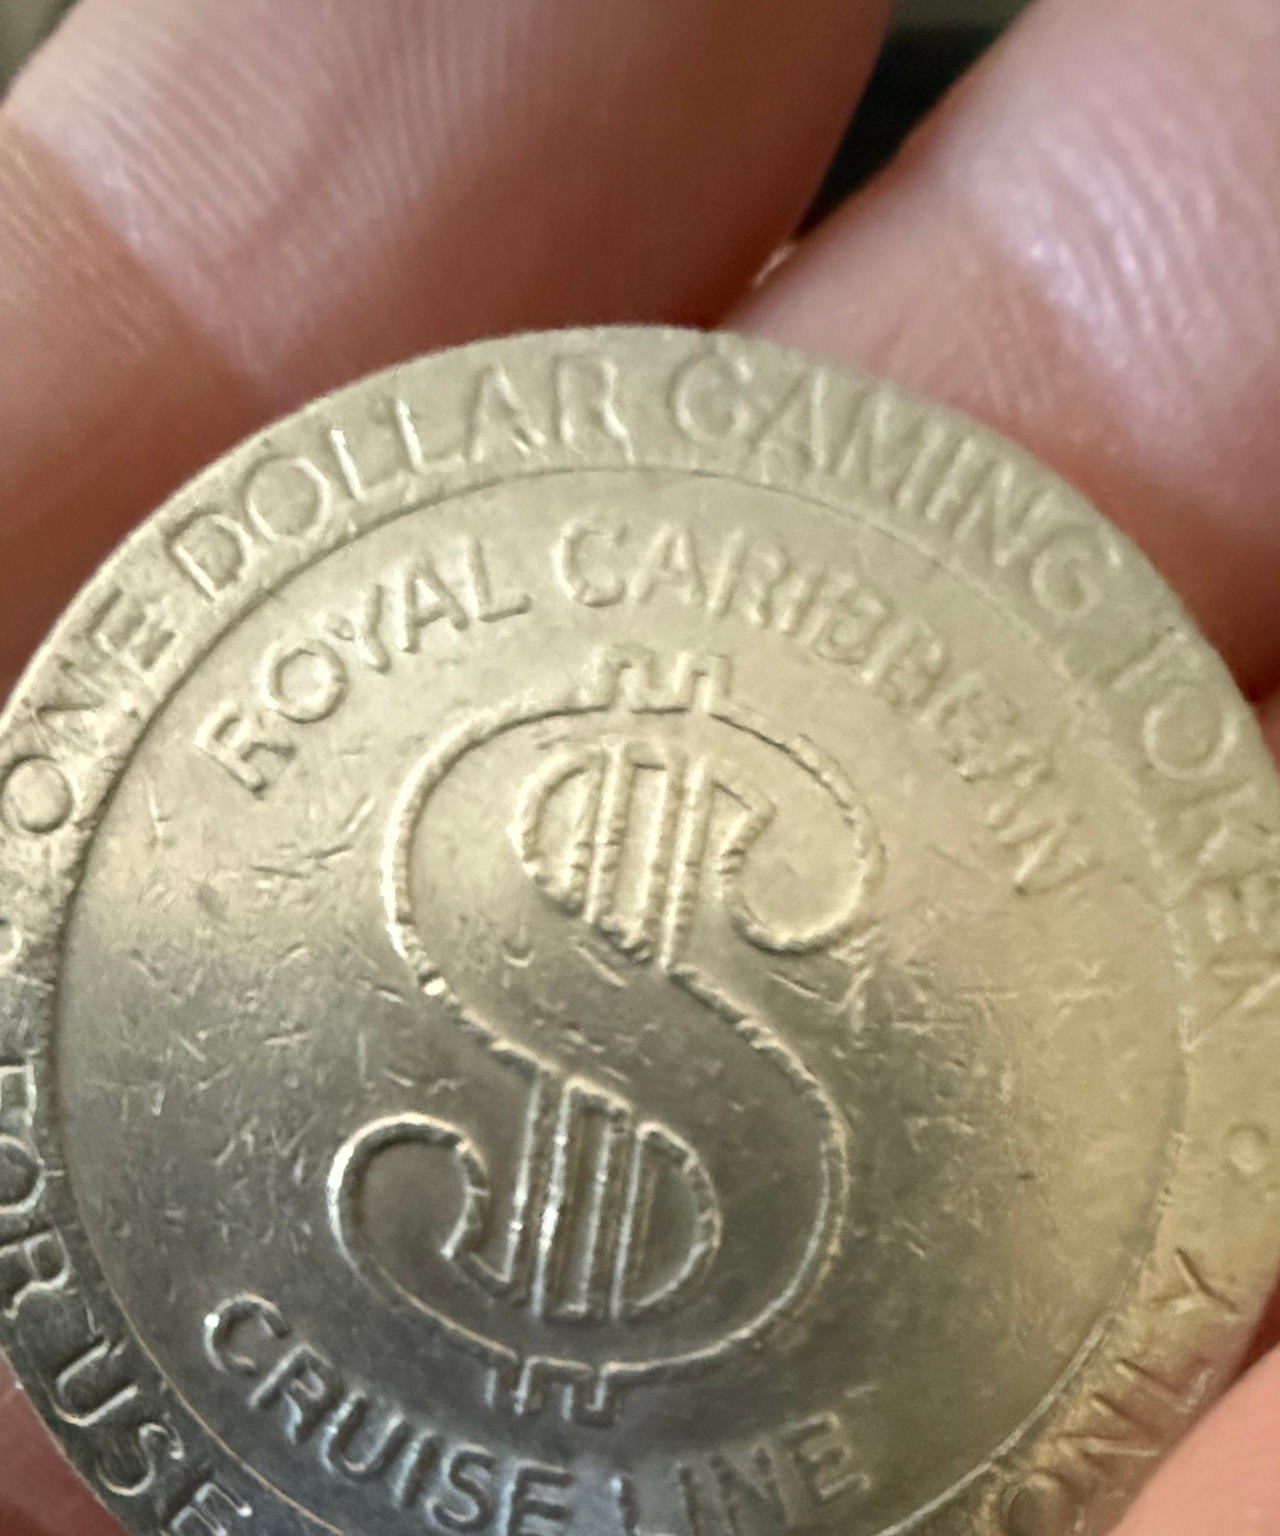 ONE DOLLAR GAMING TOKEN
ROYAL CARIBBEAN
$
CRUISE LINE
FOR USE
ONLY